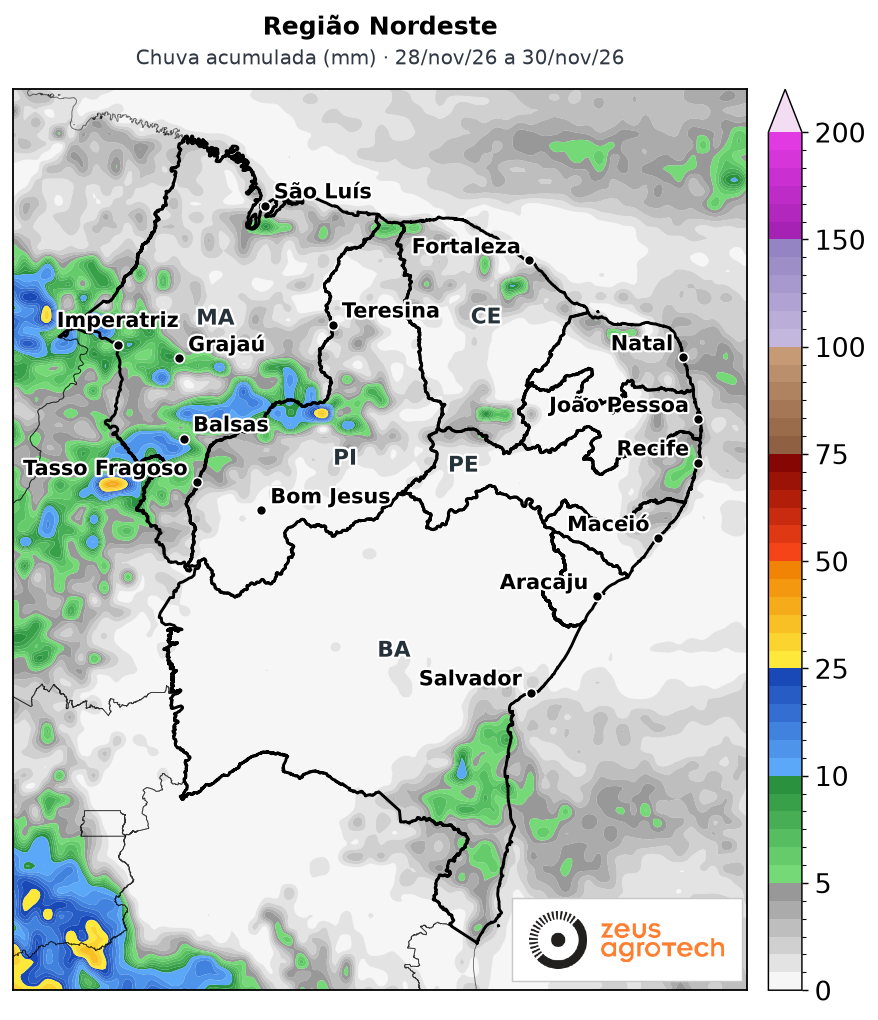 Região Nordeste
Chuva acumulada (mm) · 28/nov/26 a 30/nov/26
São Luís
Fortaleza
Teresina
CE
Imperatriz
MA
Grajaú
Natal
João Pessoa
Balsas
Recife
PI
PE
Tasso Fragoso
Bom Jesus
Maceió
Aracaju
BA
Salvador
200
150
100
75
50
25
10
5
0
zeus
agrotech